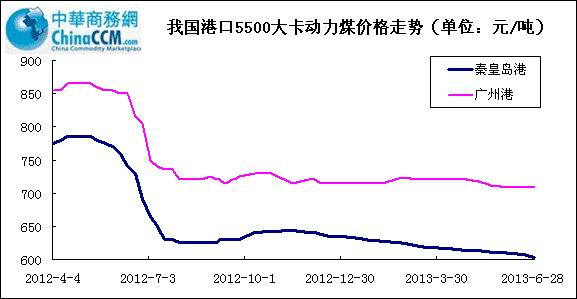 中華商務網
ChinaCCM.com
China Commodity Marketplace
我国港口5500大卡动力煤价格走势（单位：元/吨）
900
850
800
750
700
650
600
秦皇岛港
广州港
2012-4-4
2012-7-3
2012-10-1
2012-12-30
2013-3-30
2013-6-28